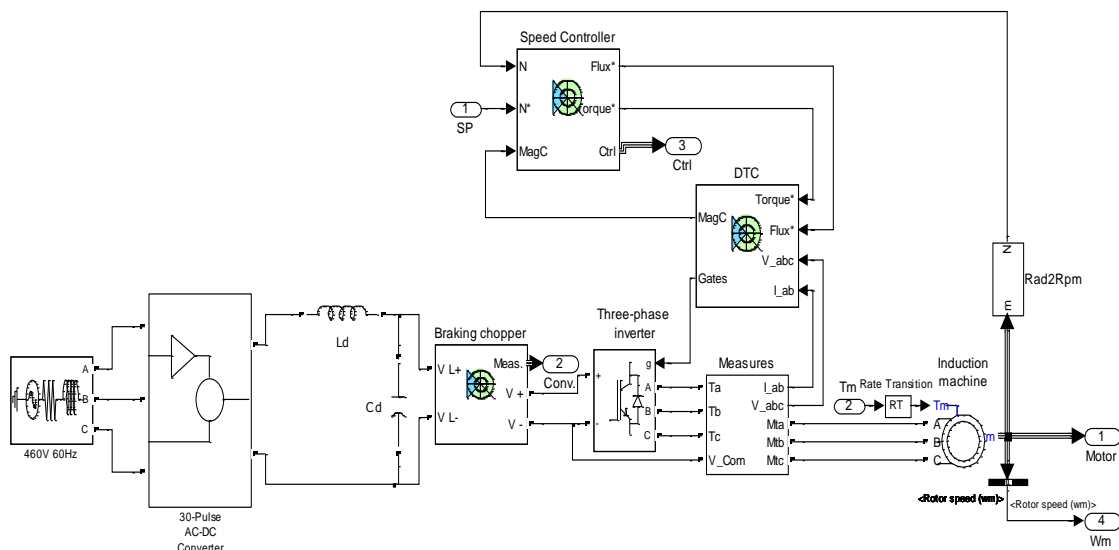 Speed Controller
N
Flux*
1
N*
Torque*
SP
MagC
Ctrl
3
Ctrl
DTC
Torque*
MagC
Flux*
V_abc
Gates
I_ab
N
Rad2Rpm
m
Ld
Cd
Braking chopper
V L+
Meas.
2
Conv.
V +
V L-
V -
Three-phase
inverter
g
+
A
B
-
C
Measures
Ta
I_ab
V_abc
Tb
Mta
Tc
Mtb
V_Com
Mtc
Tm
Rate Transition
2
RT
Induction
machine
Tm
A
B
m
C
1
Motor
<Rotor speed (wm)>
<Rotor speed (wm)>
4
Wm
A
B
C
460V 60Hz
30-Pulse
AC-DC
Converter